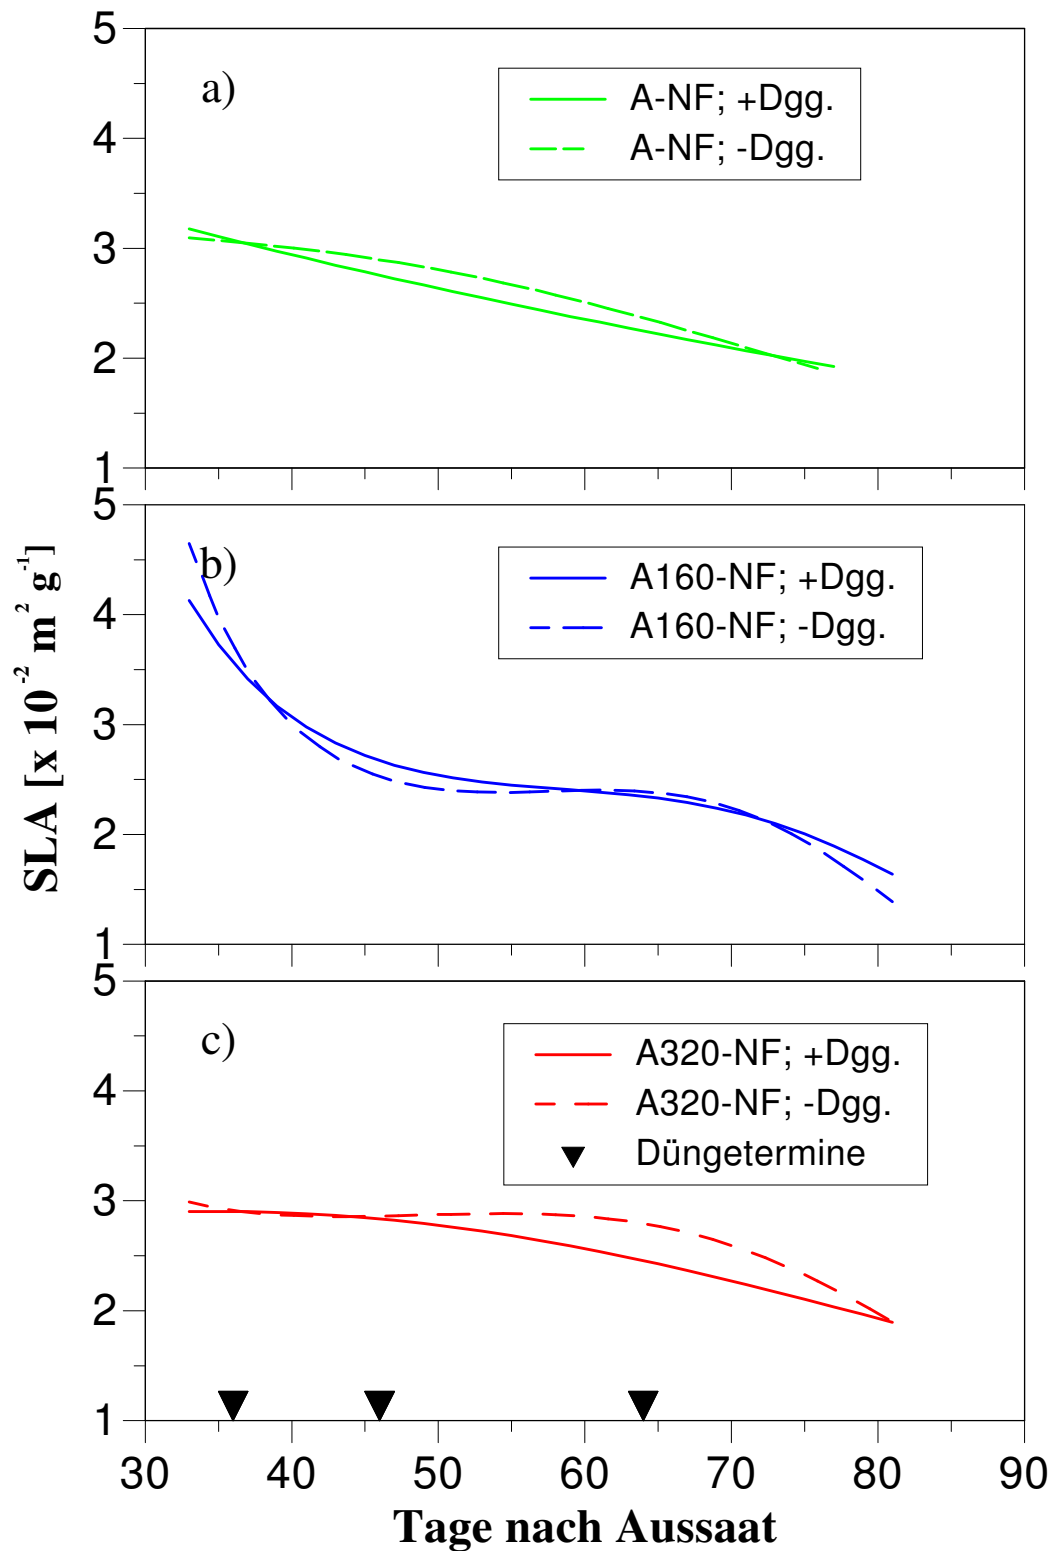 5
a)
A-NF; +Dgg.
A-NF; -Dgg.
4
3
2
1
5
b)
A160-NF; +Dgg.
A160-NF; -Dgg.
4
3
2
1
SLA [x 10⁻² m² g⁻¹]
5
c)
A320-NF; +Dgg.
A320-NF; -Dgg.
Düngetermine
4
3
2
1
30 40 50 60 70 80 90
Tage nach Aussaat